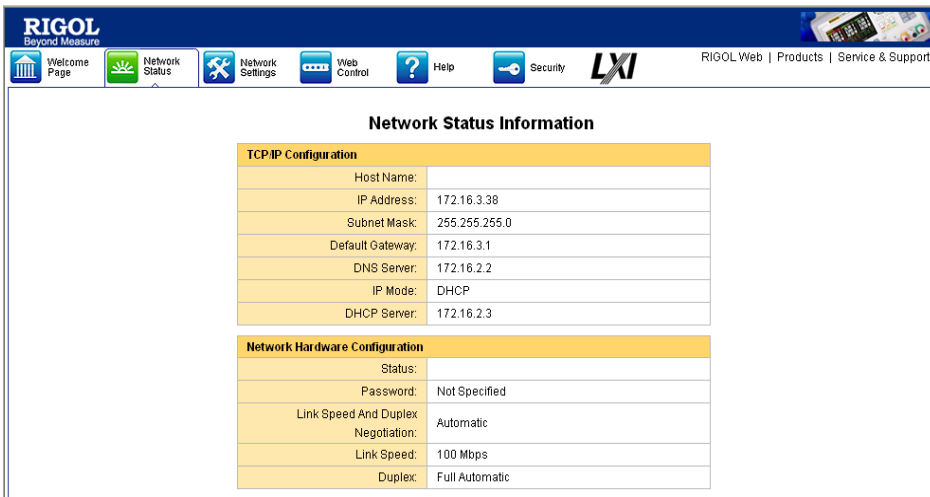 RIGOL
Beyond Measure
Welcome Page
Network Status
Network Settings
Web Control
Help
Security
LXI
RIGOL Web | Products | Service & Support
Network Status Information
TCP/IP Configuration
Host Name:
IP Address: 172.16.3.38
Subnet Mask: 255.255.255.0
Default Gateway: 172.16.3.1
DNS Server: 172.16.2.2
IP Mode: DHCP
DHCP Server: 172.16.2.3
Network Hardware Configuration
Status:
Password: Not Specified
Link Speed And Duplex Negotiation: Automatic
Link Speed: 100 Mbps
Duplex: Full Automatic